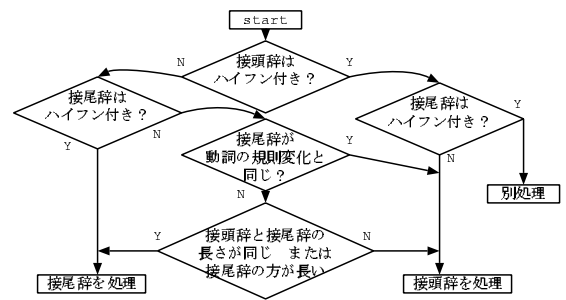 start
N
接頭辞は
ハイフン付き？
Y
接尾辞は
ハイフン付き？
Y
N
接尾辞が
動詞の規則変化と
同じ？
Y
N
接尾辞は
ハイフン付き？
Y
N
別処理
接頭辞と接尾辞の
長さが同じ または
接尾辞の方が長い
Y
N
接尾辞を処理
接頭辞を処理